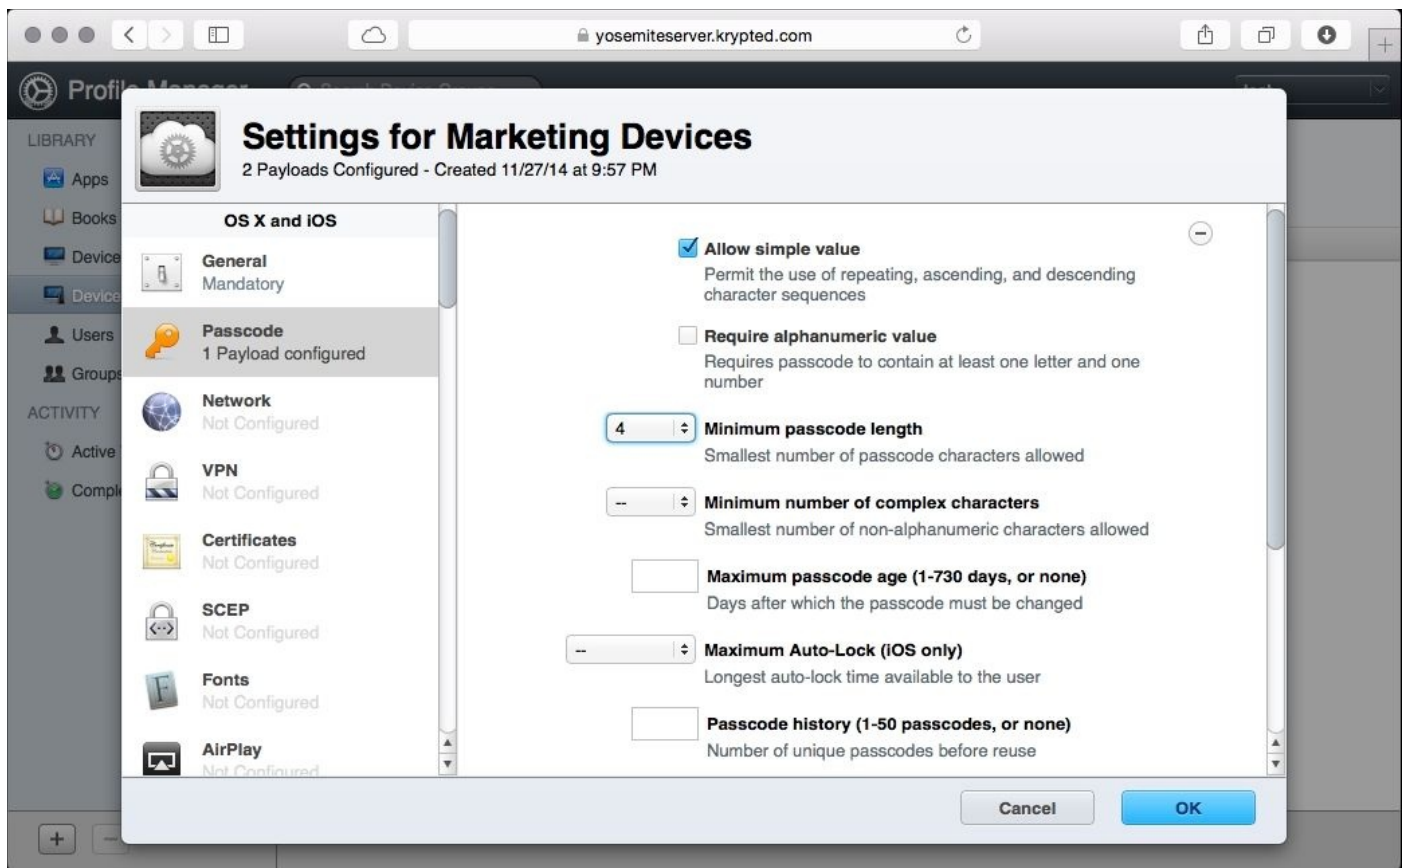 yosemiteserver.krypted.com
Profile Manager
Search Device Groups
LIBRARY
Apps
Books
Device
Device
Users
Groups
ACTIVITY
Active
Comple
Settings for Marketing Devices
2 Payloads Configured - Created 11/27/14 at 9:57 PM
OS X and iOS
General
Mandatory
Passcode
1 Payload configured
Network
Not Configured
VPN
Not Configured
Certificates
Not Configured
SCEP
Not Configured
Fonts
Not Configured
AirPlay
Not Configured
Allow simple value
Permit the use of repeating, ascending, and descending
character sequences
Require alphanumeric value
Requires passcode to contain at least one letter and one
number
4 Minimum passcode length
Smallest number of passcode characters allowed
-- Minimum number of complex characters
Smallest number of non-alphanumeric characters allowed
Maximum passcode age (1-730 days, or none)
Days after which the passcode must be changed
-- Maximum Auto-Lock (iOS only)
Longest auto-lock time available to the user
Passcode history (1-50 passcodes, or none)
Number of unique passcodes before reuse
Cancel
OK